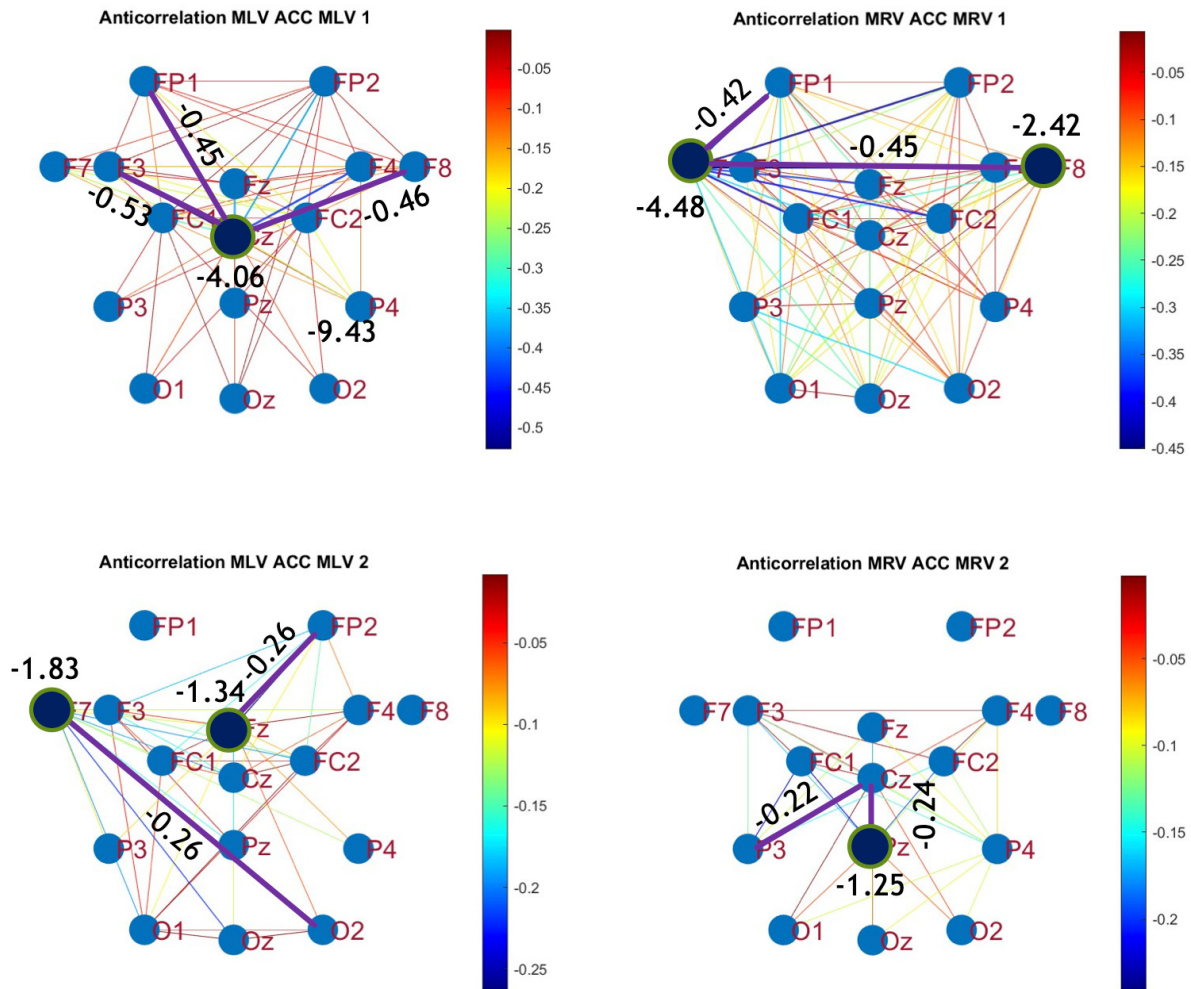 Anticorrelation MLV ACC MLV 1
FP1
FP2
-0.45
F7
F3
F4
F8
Fz
-0.53
-0.46
FC1
FC2
Cz
-4.06
P3
Pz
P4
-9.43
O1
Oz
O2
-0.05
-0.1
-0.15
-0.2
-0.25
-0.3
-0.35
-0.4
-0.45
-0.5
Anticorrelation MRV ACC MRV 1
FP1
FP2
-0.42
-2.42
-0.45
7
F3
F
F8
Fz
-4.48
FC1
FC2
Cz
P3
Pz
P4
O1
Oz
O2
-0.05
-0.1
-0.15
-0.2
-0.25
-0.3
-0.35
-0.4
-0.45
Anticorrelation MLV ACC MLV 2
FP1
FP2
-0.26
-1.83
-1.34
F7
F3
Fz
F4
F8
FC1
FC2
Cz
-0.26
P3
Pz
P4
O1
Oz
O2
-0.05
-0.1
-0.15
-0.2
-0.25
Anticorrelation MRV ACC MRV 2
FP1
FP2
F7
F3
F4
F8
Fz
FC1
FC2
Cz
-0.22
-0.24
P3
Pz
P4
-1.25
O1
Oz
O2
-0.05
-0.1
-0.15
-0.2